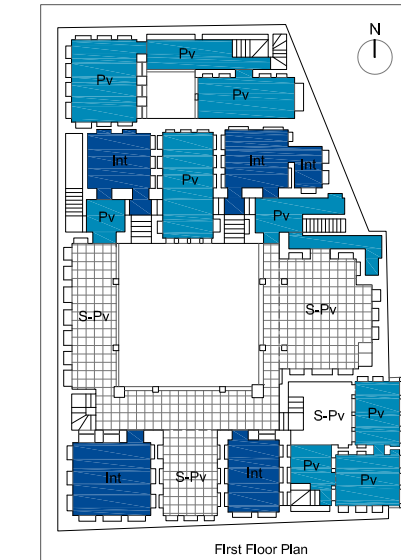 N
Pv
Pv
Pv
Int
Int
Int
Pv
Pv
Pv
S-Pv
S-Pv
S-Pv
Pv
Int
S-Pv
Int
Pv
Pv
FIrst Floor Plan